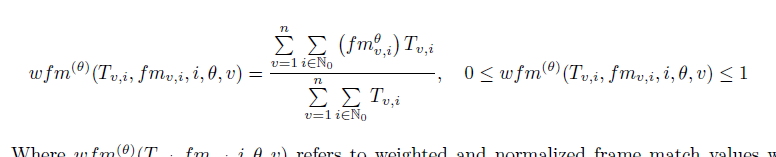 wfm^{(θ)}(T_{v,i}, fm_{v,i}, i, θ, v) = \frac{\sum_{v=1}^{n} \sum_{i∈ℕ_0} (fm_{v,i}^{θ}) T_{v,i}}{\sum_{v=1}^{n} \sum_{i∈ℕ_0} T_{v,i}}, 0 ≤ wfm^{(θ)}(T_{v,i}, fm_{v,i}, i, θ, v) ≤ 1
Where wfm^{(θ)}(T fm i θ v) refers to weighted and normalized frame match values